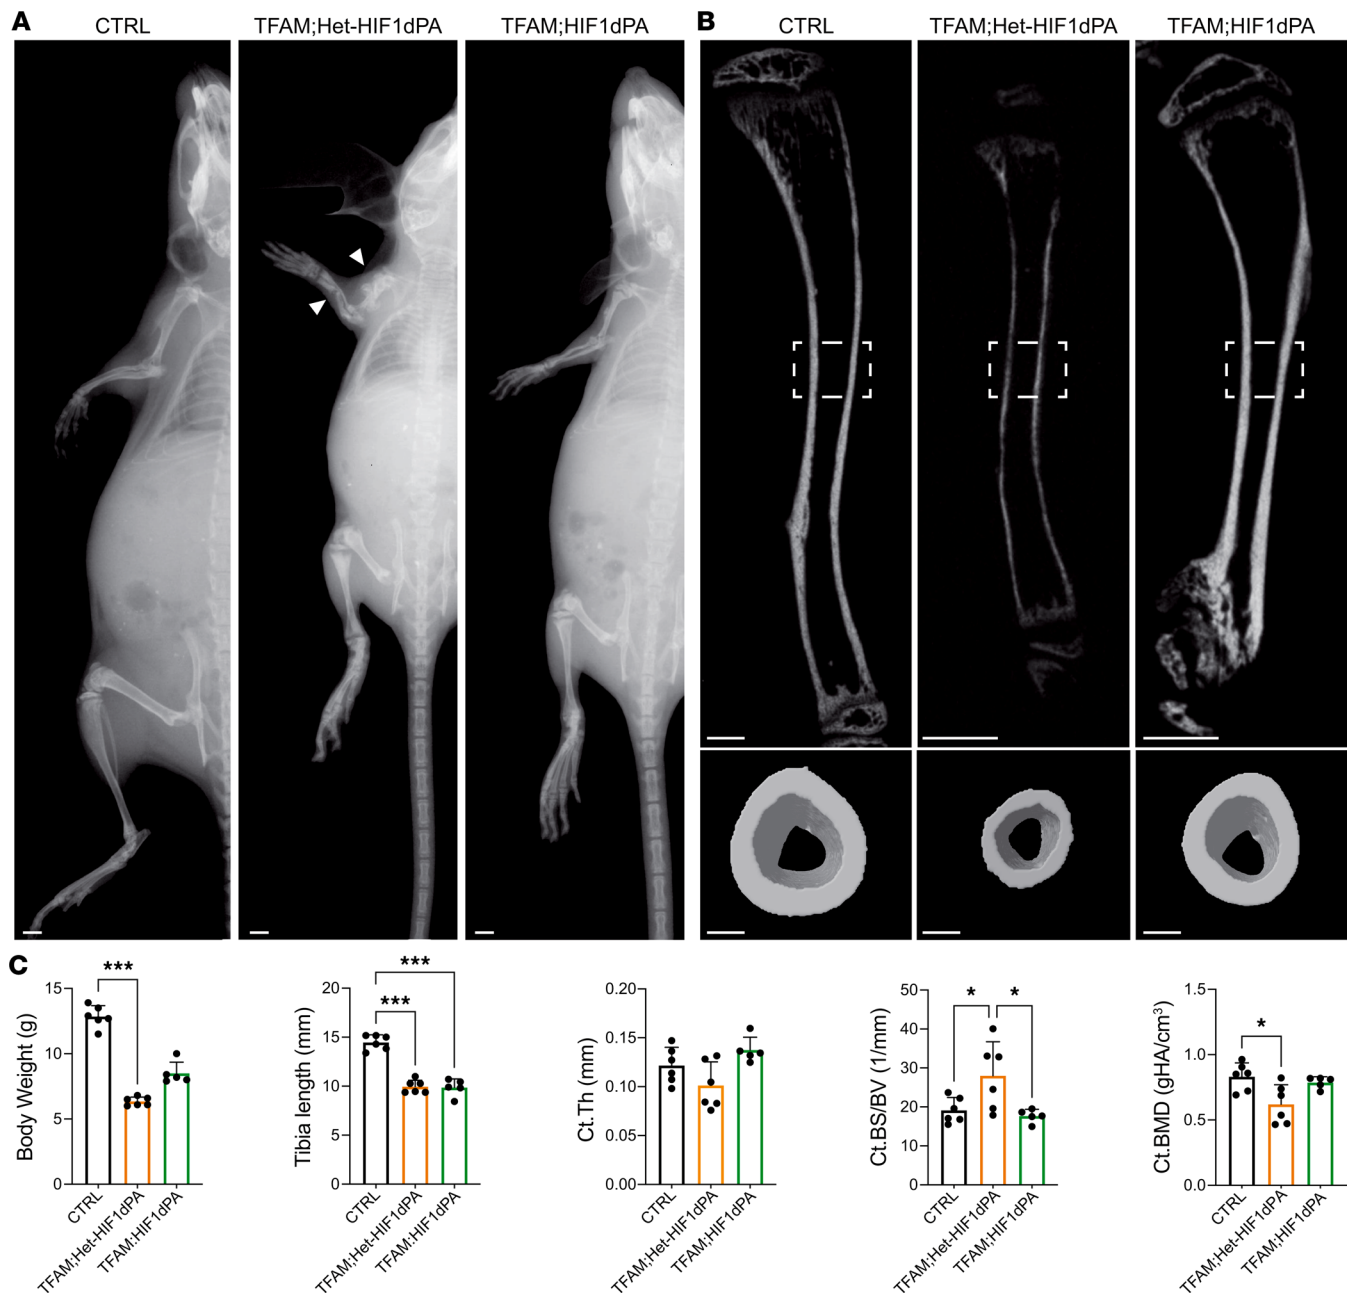 A
CTRL
TFAM;Het-HIF1dPA
TFAM;HIF1dPA
B
CTRL
TFAM;Het-HIF1dPA
TFAM;HIF1dPA
C
***
Body Weight (g)
15
10
5
0
CTRL
TFAM;Het-HIF1dPA
TFAM:HIF1dPA
***
***
Tibia length (mm)
20
15
10
5
0
CTRL
TFAM;Het-HIF1dPA
TFAM:HIF1dPA
Ct.Th (mm)
0.20
0.15
0.10
0.05
0.00
CTRL
TFAM;Het-HIF1dPA
TFAM;HIF1dPA
*
*
Ct.BS/BV (1/mm)
50
40
30
20
10
0
CTRL
TFAM;Het-HIF1dPA
TFAM;HIF1dPA
*
Ct.BMD (gHA/cm³)
1.5
1.0
0.5
0.0
CTRL
TFAM;Het-HIF1dPA
TFAM;HIF1dPA